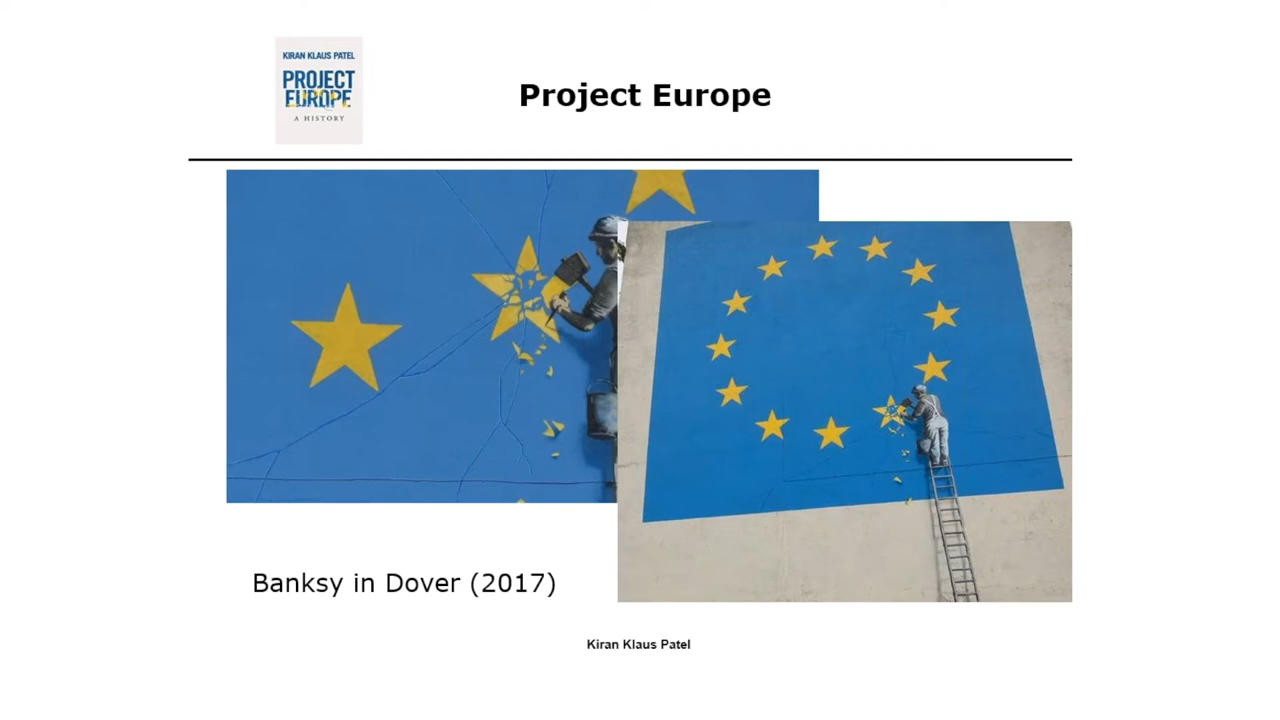 KIRAN KLAUS PATEL
PROJECT
EUROPE
A HISTORY
Project Europe
Banksy in Dover (2017)
Kiran Klaus Patel